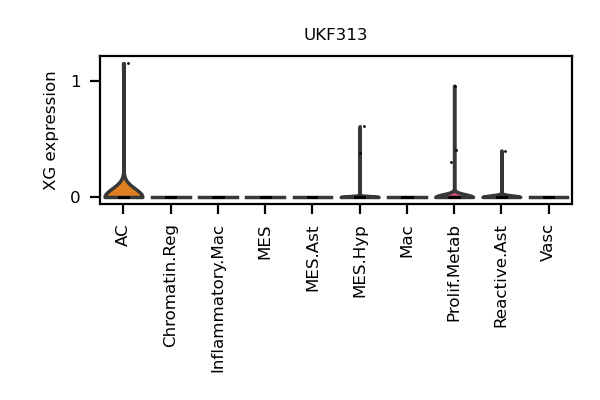 UKF313
XG expression
1
0
AC
Chromatin.Reg
Inflammatory.Mac
MES
MES.Ast
MES.Hyp
Mac
Prolif.Metab
Reactive.Ast
Vasc